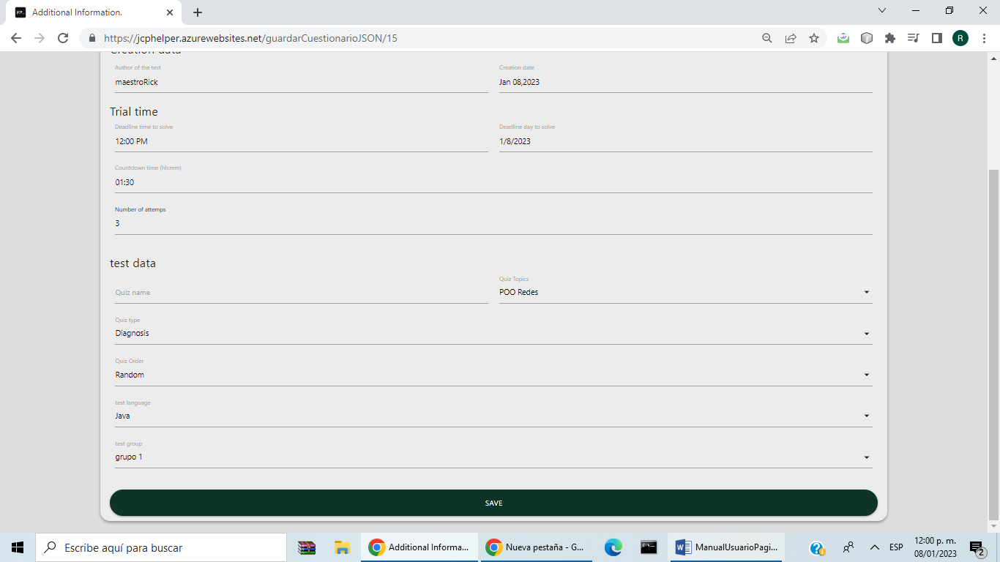 Additional Information.
https://jcphelper.azurewebsites.net/guardarCuestionarioJSON/15
R
Creation data
Author of the test
Creation date
maestroRick
Jan 08,2023
Trial time
Deadline time to solve
Deadline day to solve
12:00 PM
1/8/2023
Countdown time (hh:mm)
01:30
Number of attemps
3
test data
Quiz name
Quiz Topics
POO Redes
Quiz type
Diagnosis
Quiz Order
Random
test language
Java
test group
grupo 1
SAVE
Escribe aquí para buscar
Additional Informa...
Nueva pestaña - G...
ManualUsuarioPagi...
ESP
12:00 p. m.
08/01/2023
2